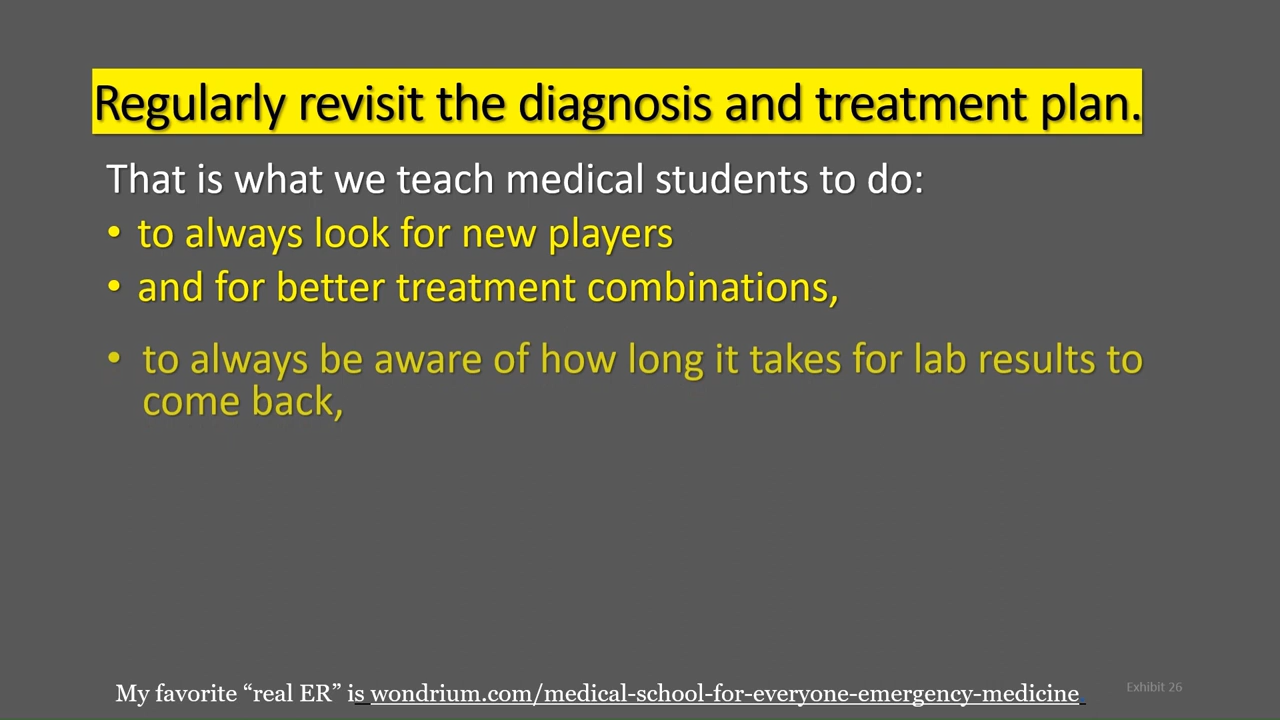 Regularly revisit the diagnosis and treatment plan.
That is what we teach medical students to do:
• to always look for new players
• and for better treatment combinations,
• to always be aware of how long it takes for lab results to
come back,
My favorite “real ER” is wondrium.com/medical-school-for-everyone-emergency-medicine
Exhibit 26